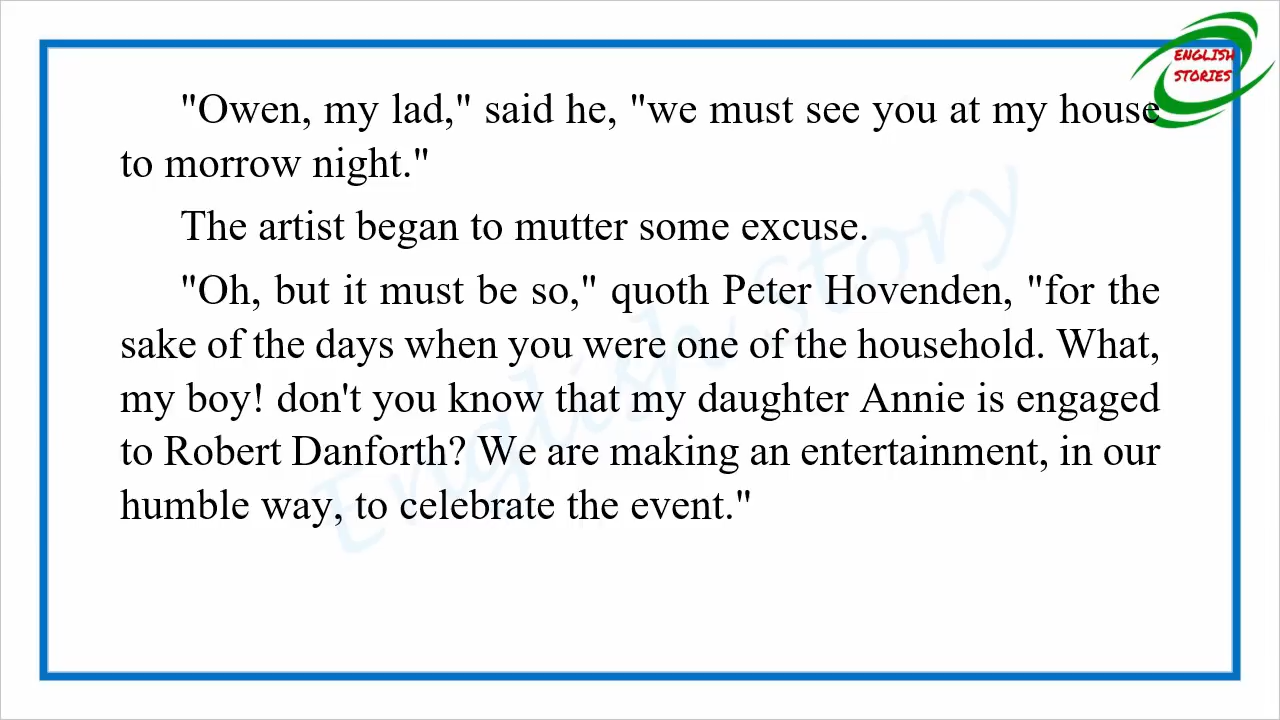 ENGLISH
STORIES
"Owen, my lad," said he, "we must see you at my house
to morrow night."
The artist began to mutter some excuse.
"Oh, but it must be so," quoth Peter Hovenden, "for the
sake of the days when you were one of the household. What,
my boy! don't you know that my daughter Annie is engaged
to Robert Danforth? We are making an entertainment, in our
humble way, to celebrate the event."
English Story